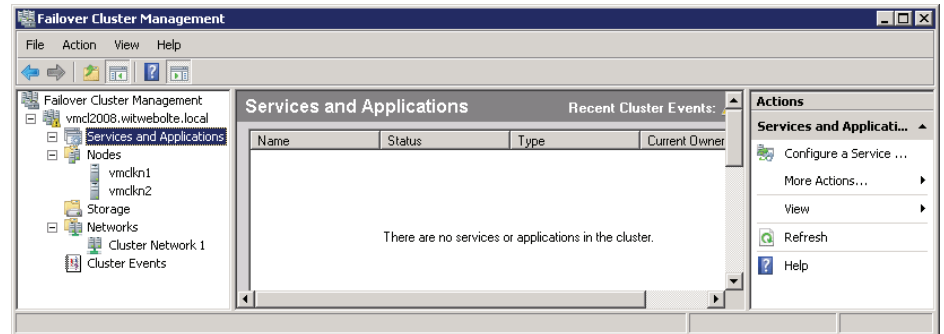 Failover Cluster Management
File Action View Help
Failover Cluster Management
vmcl2008.witwebolte.local
Services and Applications
Nodes
vmclkn1
vmclkn2
Storage
Networks
Cluster Network 1
Cluster Events
Services and Applications Recent Cluster Events:
Name Status Type Current Owner
There are no services or applications in the cluster.
Actions
Services and Applicati...
Configure a Service ...
More Actions...
View
Refresh
Help